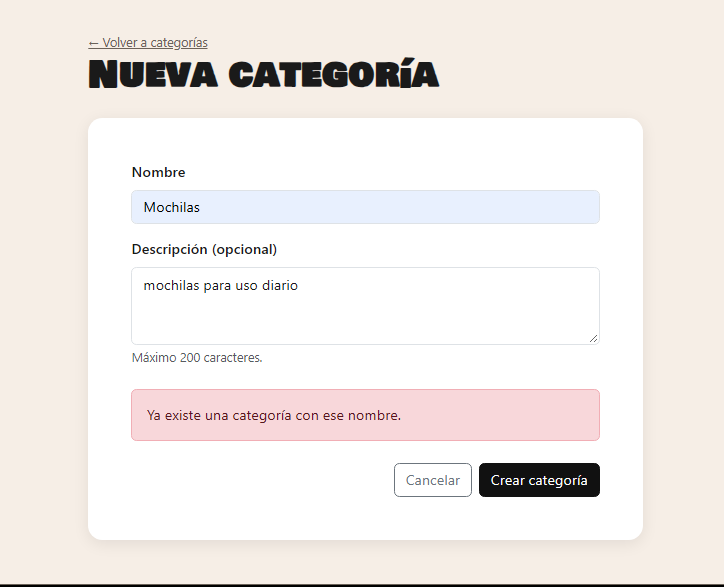 ← Volver a categorías
Nueva categoría
Nombre
Mochilas
Descripción (opcional)
mochilas para uso diario
Máximo 200 caracteres.
Ya existe una categoría con ese nombre.
Cancelar
Crear categoría